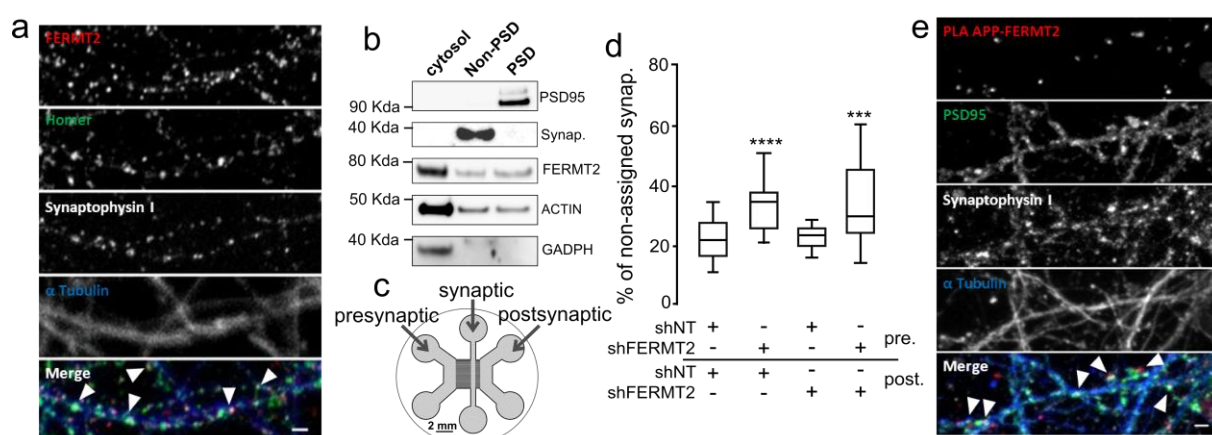 a
FERMT2
Homer
Synaptophysin I
α Tubulin
Merge
b
cytosol
Non-PSD
PSD
90 Kda
PSD95
40 Kda
Synap.
80 Kda
FERMT2
50 Kda
ACTIN
40 Kda
GADPH
c
synaptic
presynaptic
postsynaptic
2 mm
d
% of non-assigned synap.
80
60
40
20
0
****
***
shNT + - + -
shFERMT2 - + - +
pre.
shNT + + - -
shFERMT2 - - + +
post.
e
PLA APP-FERMT2
PSD95
Synaptophysin I
α Tubulin
Merge